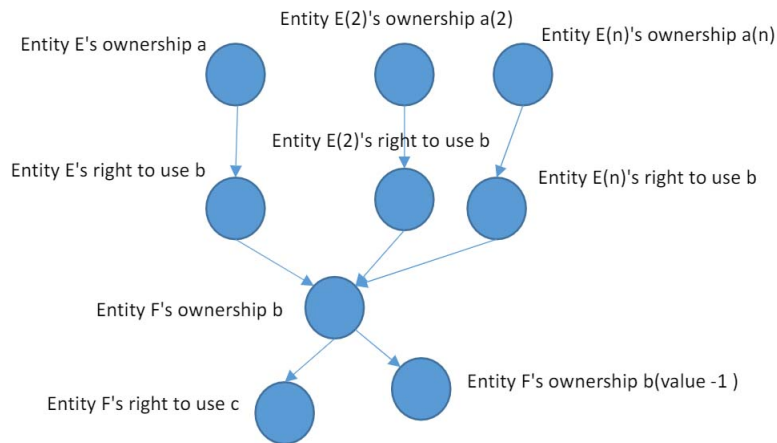 Entity E's ownership a
Entity E(2)'s ownership a(2)
Entity E(n)'s ownership a(n)
Entity E's right to use b
Entity E(2)'s right to use b
Entity E(n)'s right to use b
Entity F's ownership b
Entity F's right to use c
Entity F's ownership b(value -1 )